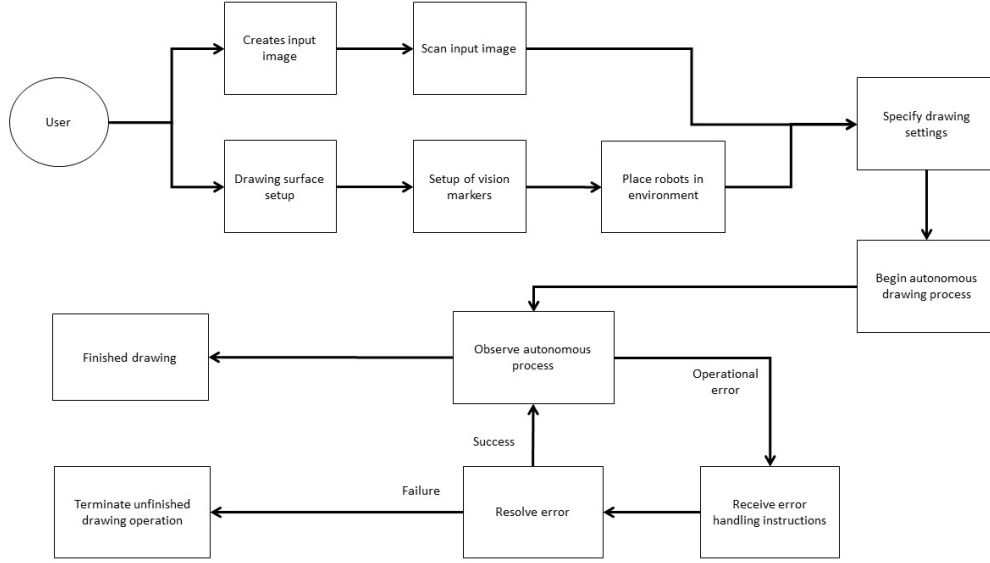 Creates input
image
Scan input image
User
Specify drawing
settings
Drawing surface
setup
Setup of vision
markers
Place robots in
environment
Begin autonomous
drawing process
Finished drawing
Observe autonomous
process
Operational
error
Success
Failure
Terminate unfinished
drawing operation
Resolve error
Receive error
handling instructions